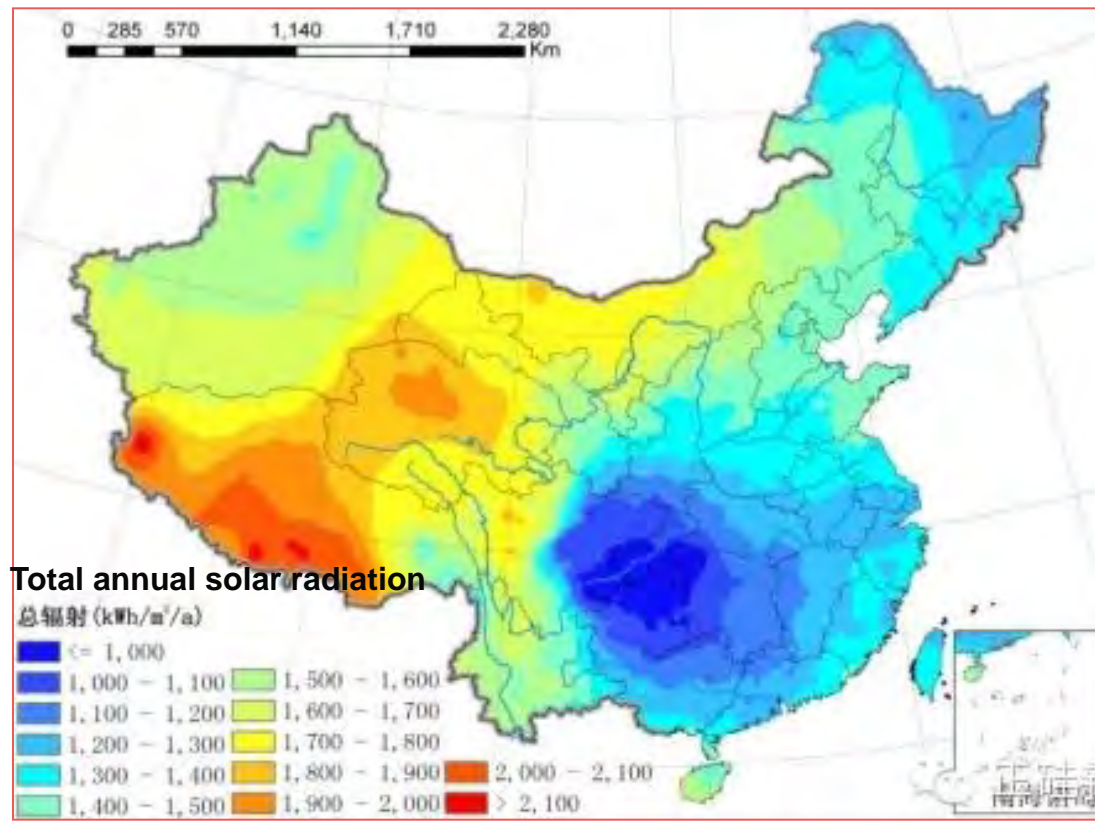 0 285 570 1,140 1,710 2,280
Km
Total annual solar radiation
总辐射(kWh/m²/a)
<= 1,000
1,000 - 1,100
1,100 - 1,200
1,200 - 1,300
1,300 - 1,400
1,400 - 1,500
1,500 - 1,600
1,600 - 1,700
1,700 - 1,800
1,800 - 1,900
1,900 - 2,000
2,000 - 2,100
> 2,100